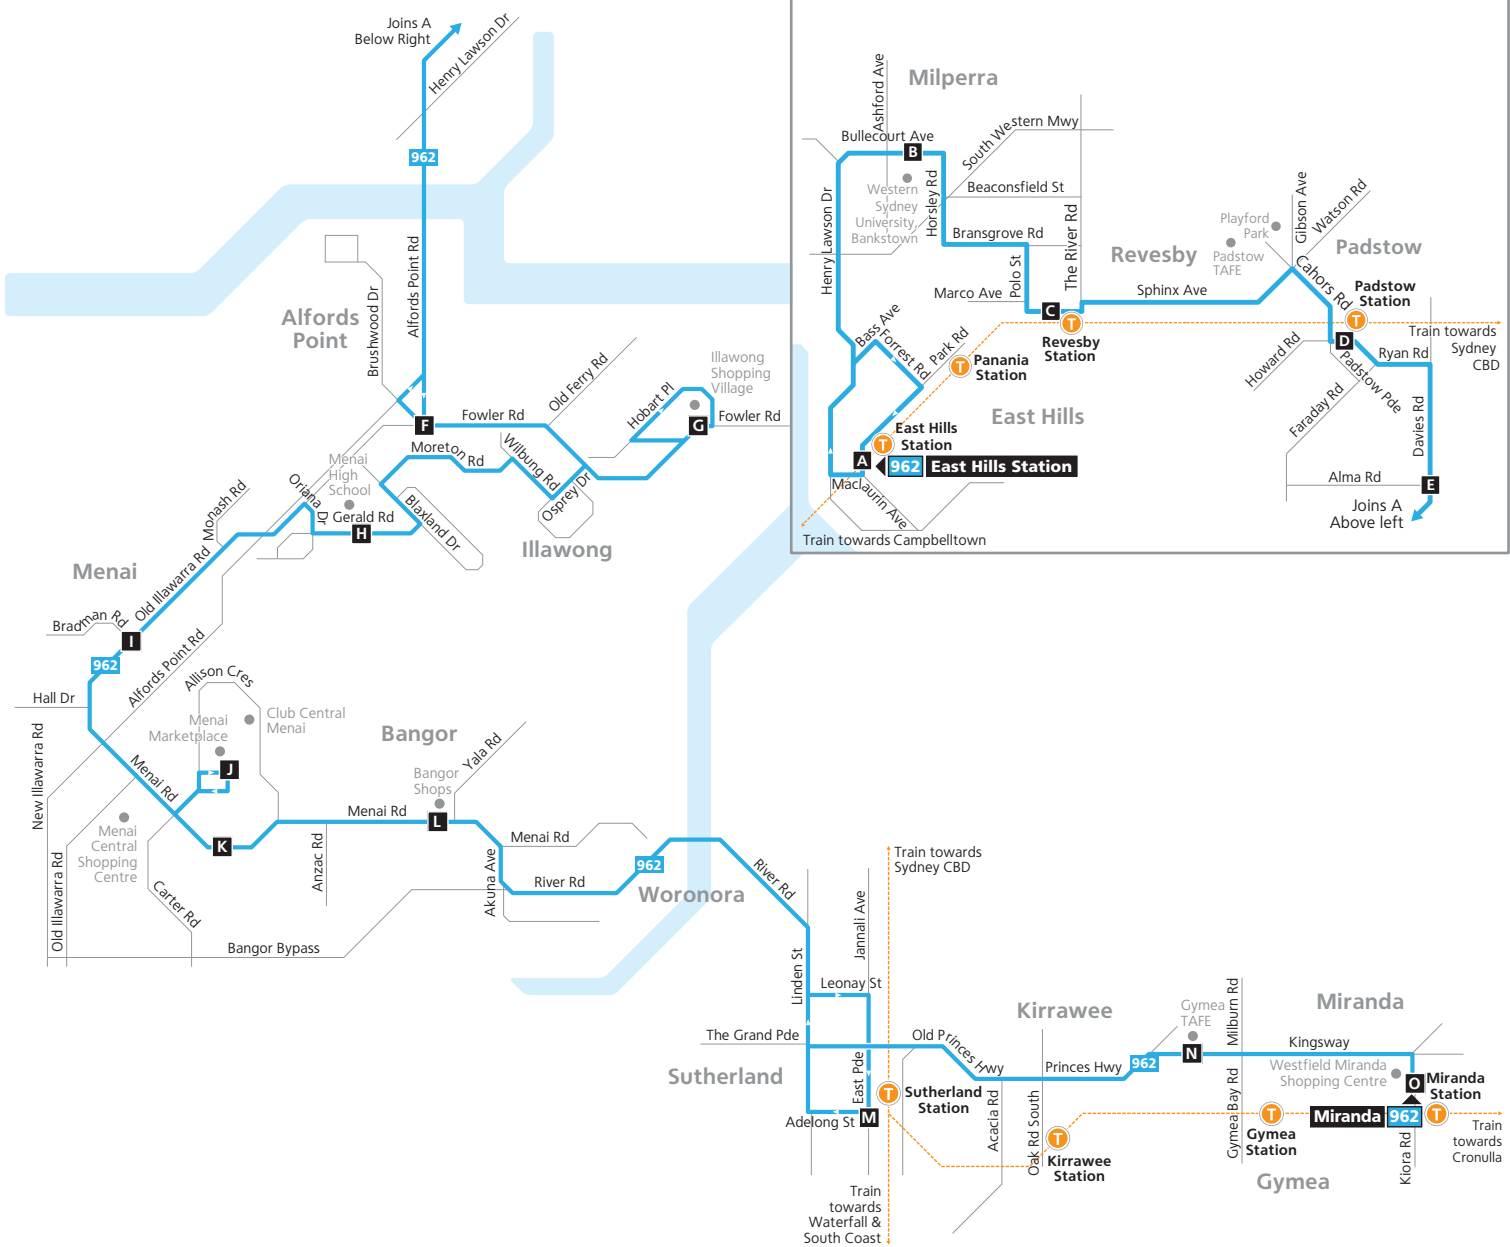 Joins A
Below Right
Henry Lawson Dr
962
Alfords Point Rd
Alfords
Point
Brushwood Dr
Old Ferry Rd
Illawong
Shopping
Village
Hobart Pl
G
Fowler Rd
F
Fowler Rd
Moreton
Rd
Wilbung Rd
Osprey Dr
Illawong
Menai
High
School
Oriana
Dr
Gerald Rd
H
Blaxland Dr
Monash Rd
Old Illawarra Rd
Menai
Bradman Rd
I
962
Hall Dr
Alfords Point Rd
New Illawarra Rd
Old Illawarra Rd
Menai Rd
Allison Cres
Club Central
Menai
Menai
Marketplace
J
Menai
Central
Shopping
Centre
K
Carter Rd
Bangor Bypass
Anzac Rd
Menai Rd
Bangor
Bangor
Shops
L
Yala Rd
Menai Rd
Akuna Ave
River Rd
962
Woronora
River Rd
Milperra
Ashford Ave
Bullecourt Ave
B
South Western Mwy
Western
Sydney
University,
Bankstown
Horsley Rd
Beaconsfield St
Bransgrove Rd
Henry Lawson Dr
Polo St
The River Rd
Marco Ave
C
T
Revesby
Station
Revesby
Sphinx Ave
Playford
Park
Padstow
TAFE
Gibson Ave
Watson Rd
Padstow
Cahors Rd
Padstow
Station
T
D
Train towards
Sydney
CBD
Howard Rd
Padstow Pde
Ryan Rd
Faraday Rd
Davies Rd
Alma Rd
E
Joins A
Above left
Bass Ave
Forrest Rd
Park Rd
T
Panania
Station
East Hills
T
East Hills
Station
A
962
East Hills Station
Maclaurin Ave
Train towards Campbelltown
Train towards
Sydney CBD
Linden St
Jannali Ave
Leonay St
The Grand Pde
Old Princes Hwy
Sutherland
East Pde
T
Sutherland
Station
Adelong St
M
Train
towards
Waterfall &
South Coast
Acacia Rd
Oak Rd South
Kirrawee
Princes Hwy
T
Kirrawee
Station
962
Gymea
TAFE
N
Milburn Rd
Gymea Bay Rd
Miranda
Kingsway
Westfield Miranda
Shopping Centre
O
Miranda
Station
T
Gymea
Station
Miranda
962
T
Train
towards
Cronulla
Kiora Rd
Gymea